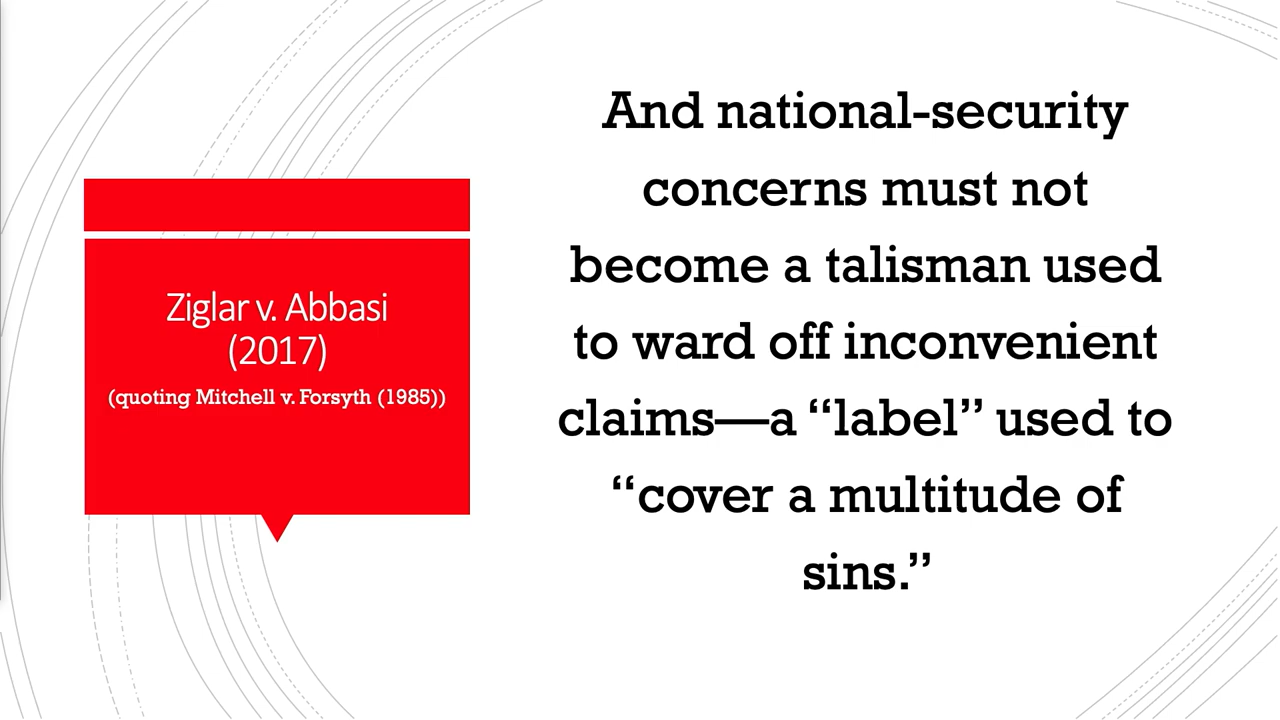 Ziglar v. Abbasi
(2017)
(quoting Mitchell v. Forsyth (1985))
And national-security
concerns must not
become a talisman used
to ward off inconvenient
claims—a “label” used to
“cover a multitude of
sins.”